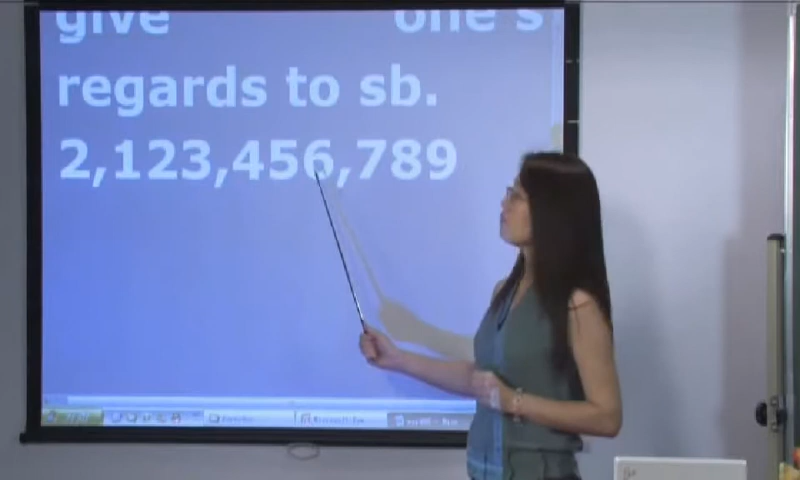 give one's
regards to sb.
2,123,456,789